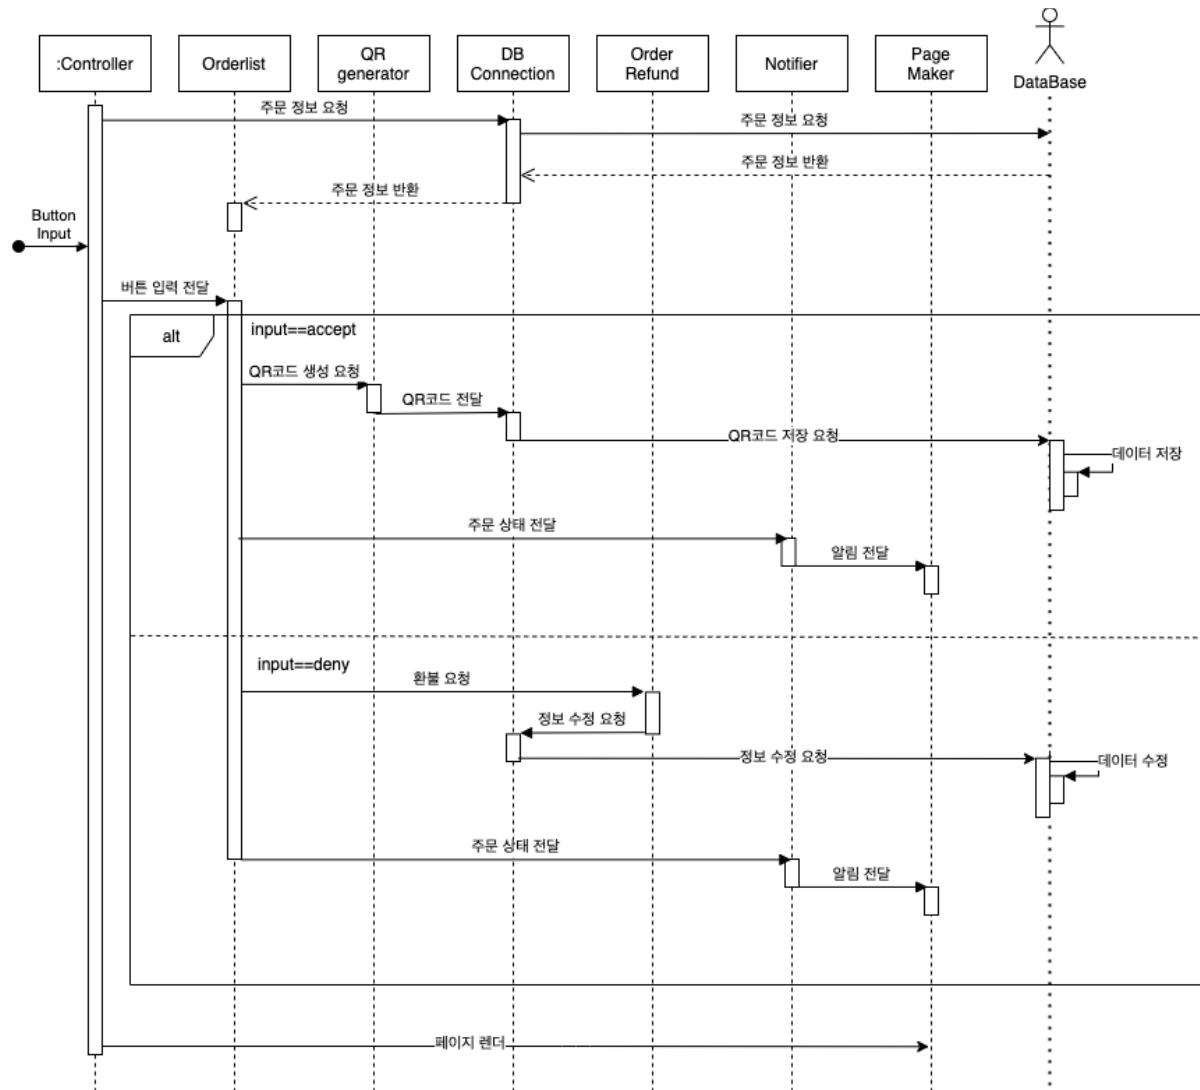 :Controller
Orderlist
QR
generator
DB
Connection
Order
Refund
Notifier
Page
Maker
DataBase
주문 정보 요청
주문 정보 요청
주문 정보 반환
주문 정보 반환
Button
Input
버튼 입력 전달
alt
input==accept
QR코드 생성 요청
QR코드 전달
QR코드 저장 요청
데이터 저장
주문 상태 전달
알림 전달
input==deny
환불 요청
정보 수정 요청
정보 수정 요청
데이터 수정
주문 상태 전달
알림 전달
페이지 렌더